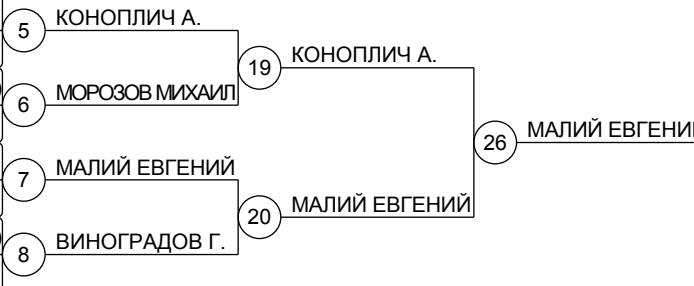 5 КОНОПЛИЧ А.
19 КОНОПЛИЧ А.
6 МОРОЗОВ МИХАИЛ
26 МАЛИЙ ЕВГЕНИЙ
7 МАЛИЙ ЕВГЕНИЙ
20 МАЛИЙ ЕВГЕНИЙ
8 ВИНОГРАДОВ Г.